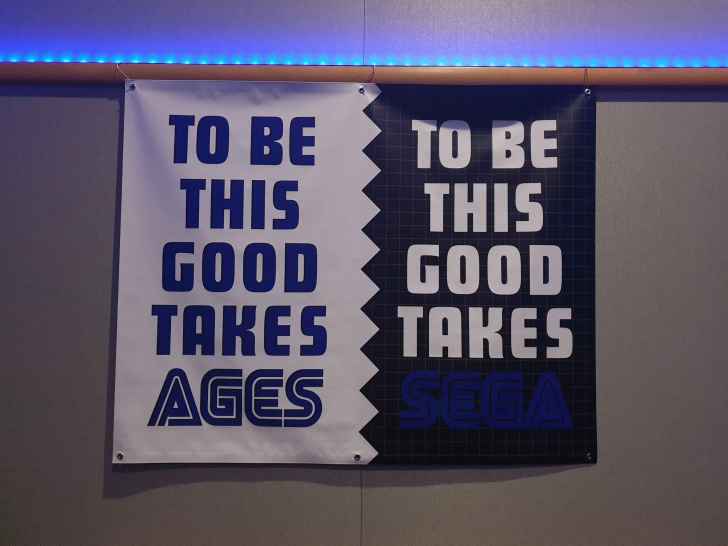 TO BE
THIS
GOOD
TAKES
AGES
TO BE
THIS
GOOD
TAKES
SEGA